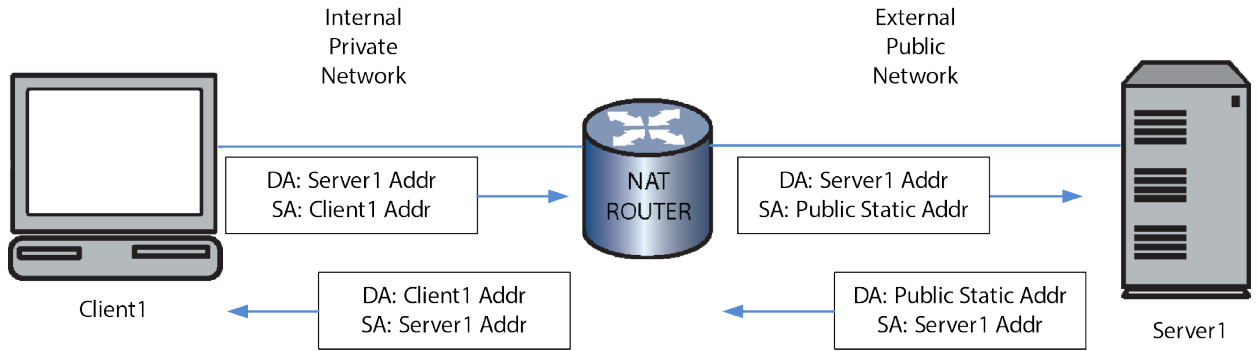 Internal
Private
Network
External
Public
Network
DA: Server1 Addr
SA: Client1 Addr
NAT
ROUTER
DA: Server1 Addr
SA: Public Static Addr
Client1
DA: Client1 Addr
SA: Server1 Addr
DA: Public Static Addr
SA: Server1 Addr
Server1